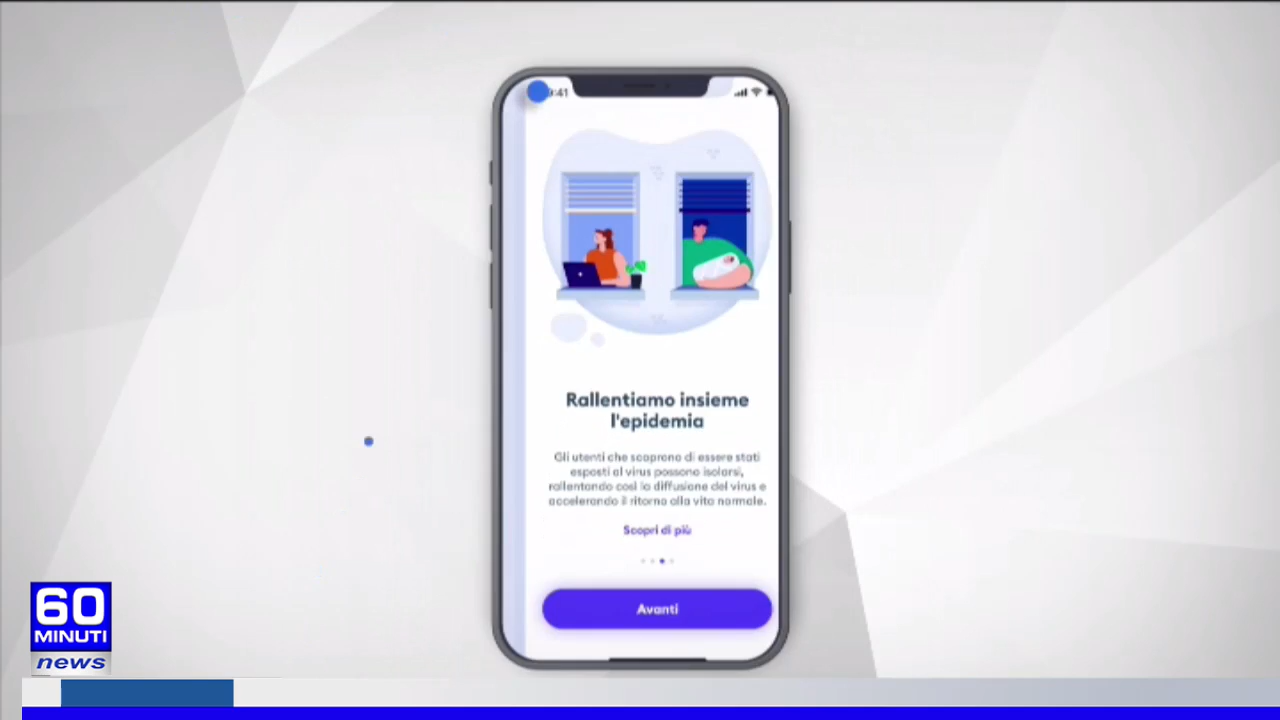 9:41
Rallentiamo insieme
l'epidemia
Gli utenti che scoprono di essere stati
esposti al virus possono isolarsi,
rallentando così la diffusione del virus e
accelerando il ritorno alla vita normale.
Scopri di più
Avanti
60
MINUTI
news